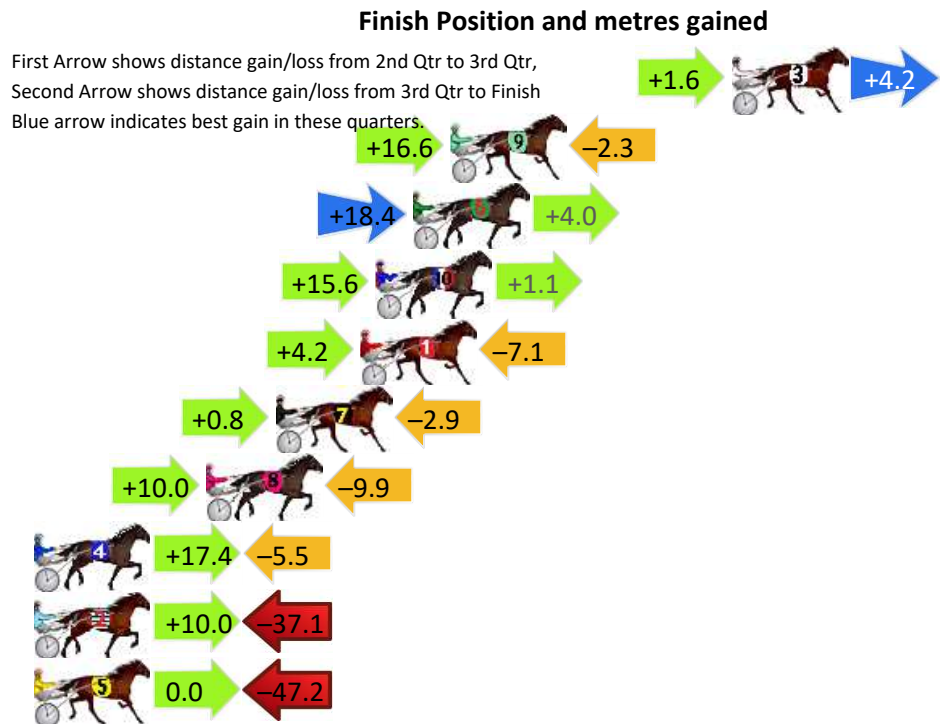 Finish Position and metres gained
First Arrow shows distance gain/loss from 2nd Qtr to 3rd Qtr,
Second Arrow shows distance gain/loss from 3rd Qtr to Finish
Blue arrow indicates best gain in these quarters.
+1.6 3 +4.2
+16.6 9 −2.3
+18.4 6 +4.0
+15.6 10 +1.1
+4.2 1 −7.1
+0.8 7 −2.9
+10.0 8 −9.9
4 +17.4 −5.5
2 +10.0 −37.1
5 0.0 −47.2